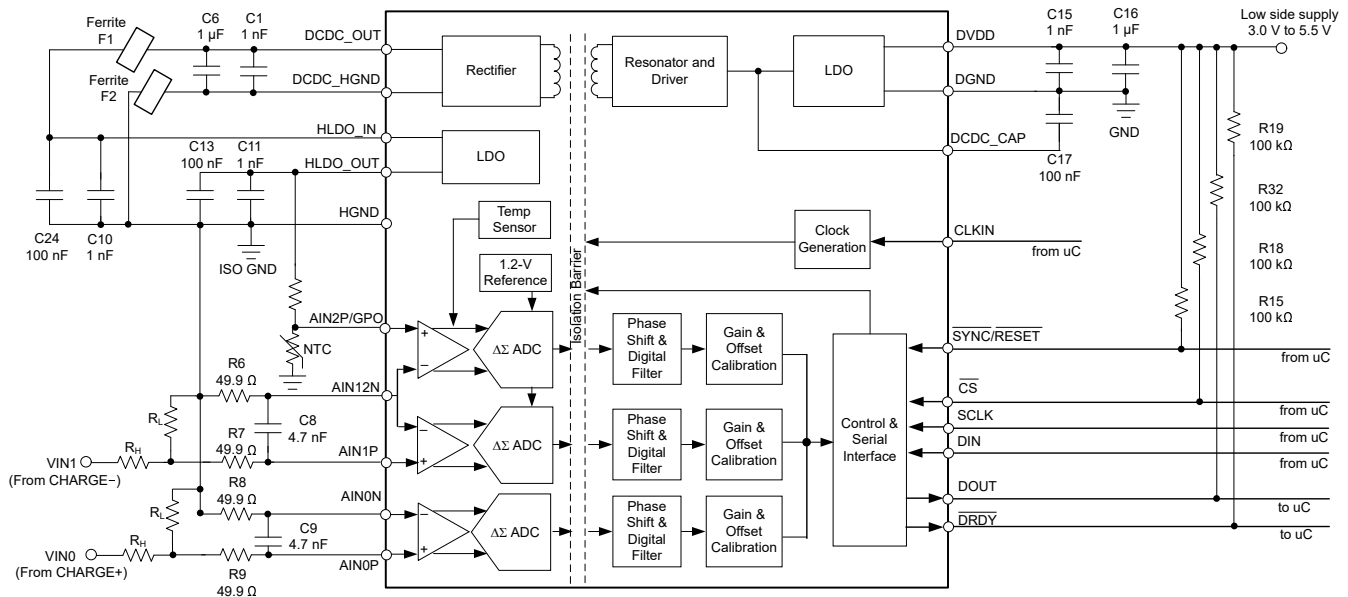 Ferrite
F1
C6
1 µF
C1
1 nF
DCDC_OUT
Ferrite
F2
DCDC_HGND
Rectifier
Resonator and
Driver
LDO
DVDD
DGND
C15
1 nF
C16
1 µF
Low side supply
3.0 V to 5.5 V
GND
HLDO_IN
C13
100 nF
C11
1 nF
HLDO_OUT
LDO
DCDC_CAP
C17
100 nF
R19
100 kΩ
R32
100 kΩ
R18
100 kΩ
R15
100 kΩ
HGND
C24
100 nF
C10
1 nF
ISO GND
Temp
Sensor
1.2-V
Reference
Isolation Barrier
Clock
Generation
CLKIN
from uC
AIN2P/GPO
NTC
+
−
ΔΣ ADC
Phase
Shift &
Digital
Filter
Gain &
Offset
Calibration
SYNC/RESET
from uC
R6
49.9 Ω
AIN12N
C8
4.7 nF
RL
R7
49.9 Ω
AIN1P
VIN1
RH
(From CHARGE−)
−
+
ΔΣ ADC
Phase
Shift &
Digital
Filter
Gain &
Offset
Calibration
Control &
Serial
Interface
CS
from uC
SCLK
from uC
DIN
from uC
R8
49.9 Ω
AIN0N
RL
C9
4.7 nF
VIN0
RH
(From CHARGE+)
R9
49.9 Ω
AIN0P
−
+
ΔΣ ADC
Phase
Shift &
Digital
Filter
Gain &
Offset
Calibration
DOUT
to uC
DRDY
to uC